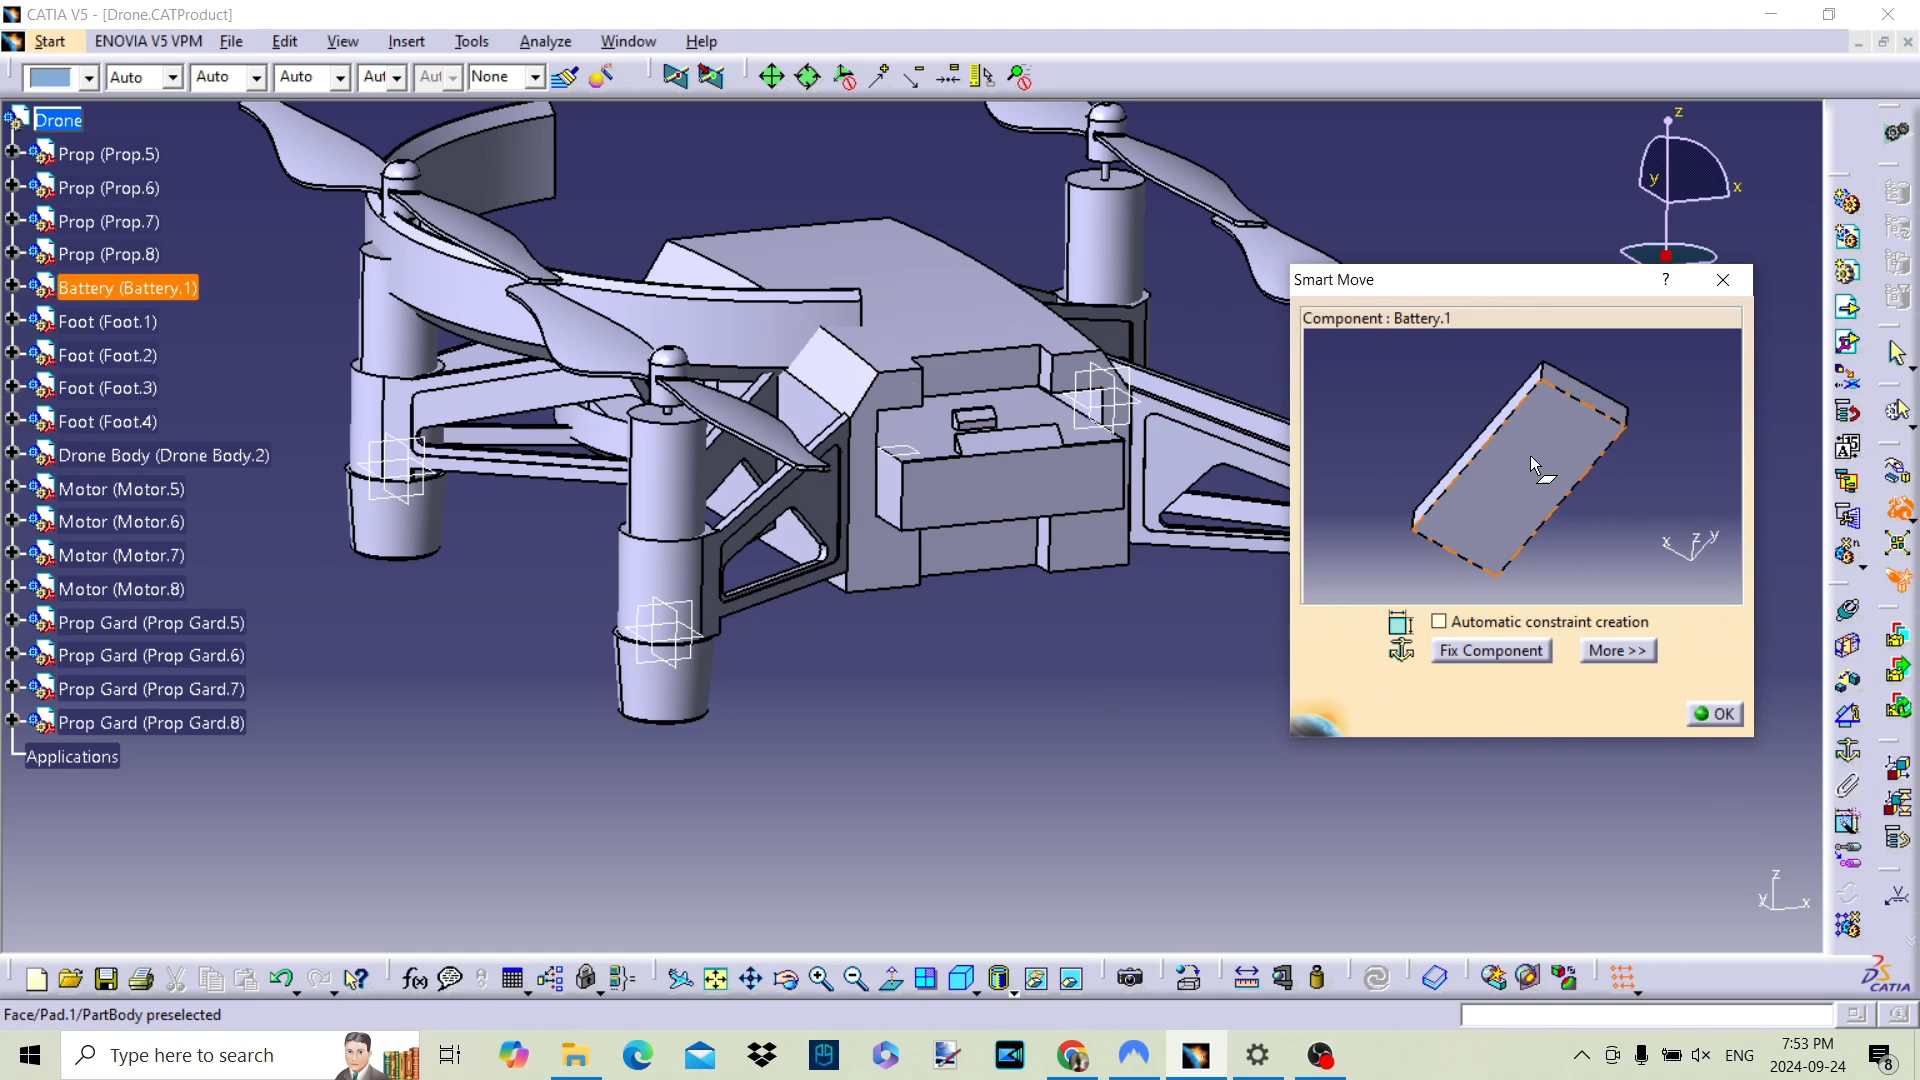 CATIA V5 - [Drone.CATProduct]
Start ENOVIA V5 VPM File Edit View Insert Tools Analyze Window Help
Auto Auto Auto Aut Aut None
Drone
Prop (Prop.5)
Prop (Prop.6)
Prop (Prop.7)
Prop (Prop.8)
Battery (Battery.1)
Foot (Foot.1)
Foot (Foot.2)
Foot (Foot.3)
Foot (Foot.4)
Drone Body (Drone Body.2)
Motor (Motor.5)
Motor (Motor.6)
Motor (Motor.7)
Motor (Motor.8)
Prop Gard (Prop Gard.5)
Prop Gard (Prop Gard.6)
Prop Gard (Prop Gard.7)
Prop Gard (Prop Gard.8)
Applications
z
y x
Smart Move ?
Component : Battery.1
x z y
Automatic constraint creation
Fix Component More >>
OK
z
y x
f(x)
CATIA
Face/Pad.1/PartBody preselected
Type here to search
ENG
7:53 PM
2024-09-24
8